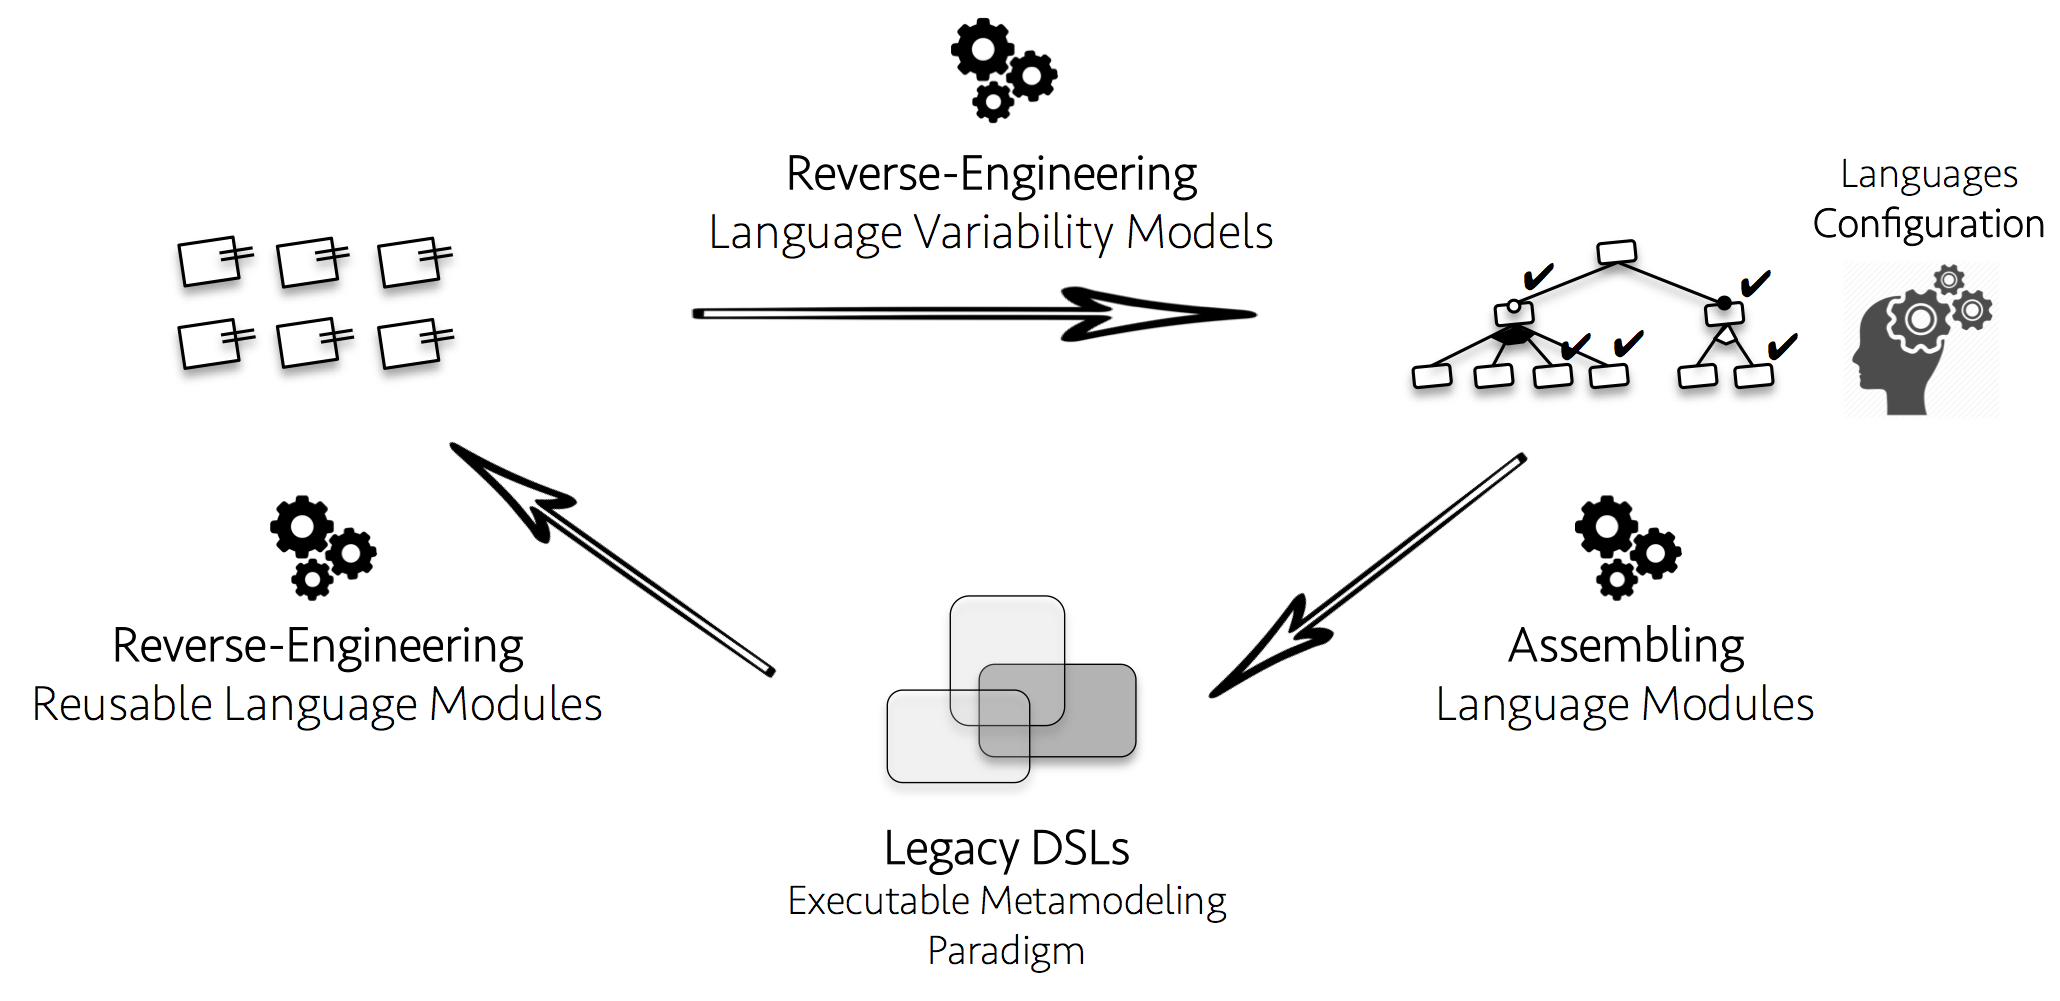 Reverse-Engineering
Language Variability Models
Languages
Configuration
Reverse-Engineering
Reusable Language Modules
Assembling
Language Modules
Legacy DSLs
Executable Metamodeling
Paradigm